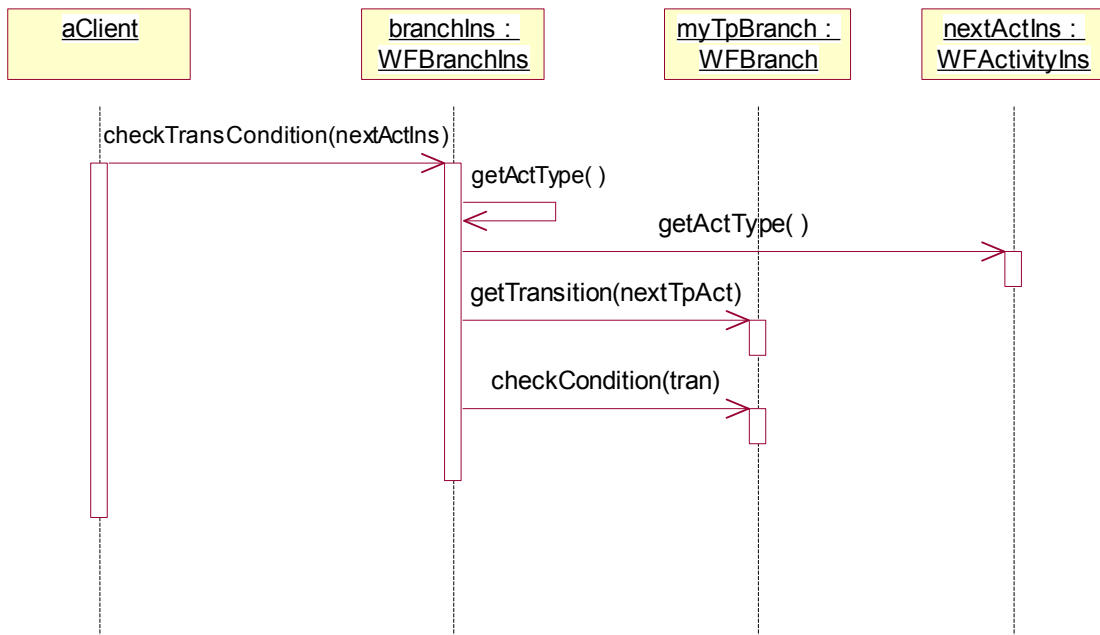 aClient
branchIns :
WFBranchIns
myTpBranch :
WFBranch
nextActIns :
WFActivityIns
checkTransCondition(nextActIns)
getActType( )
getActType( )
getTransition(nextTpAct)
checkCondition(tran)